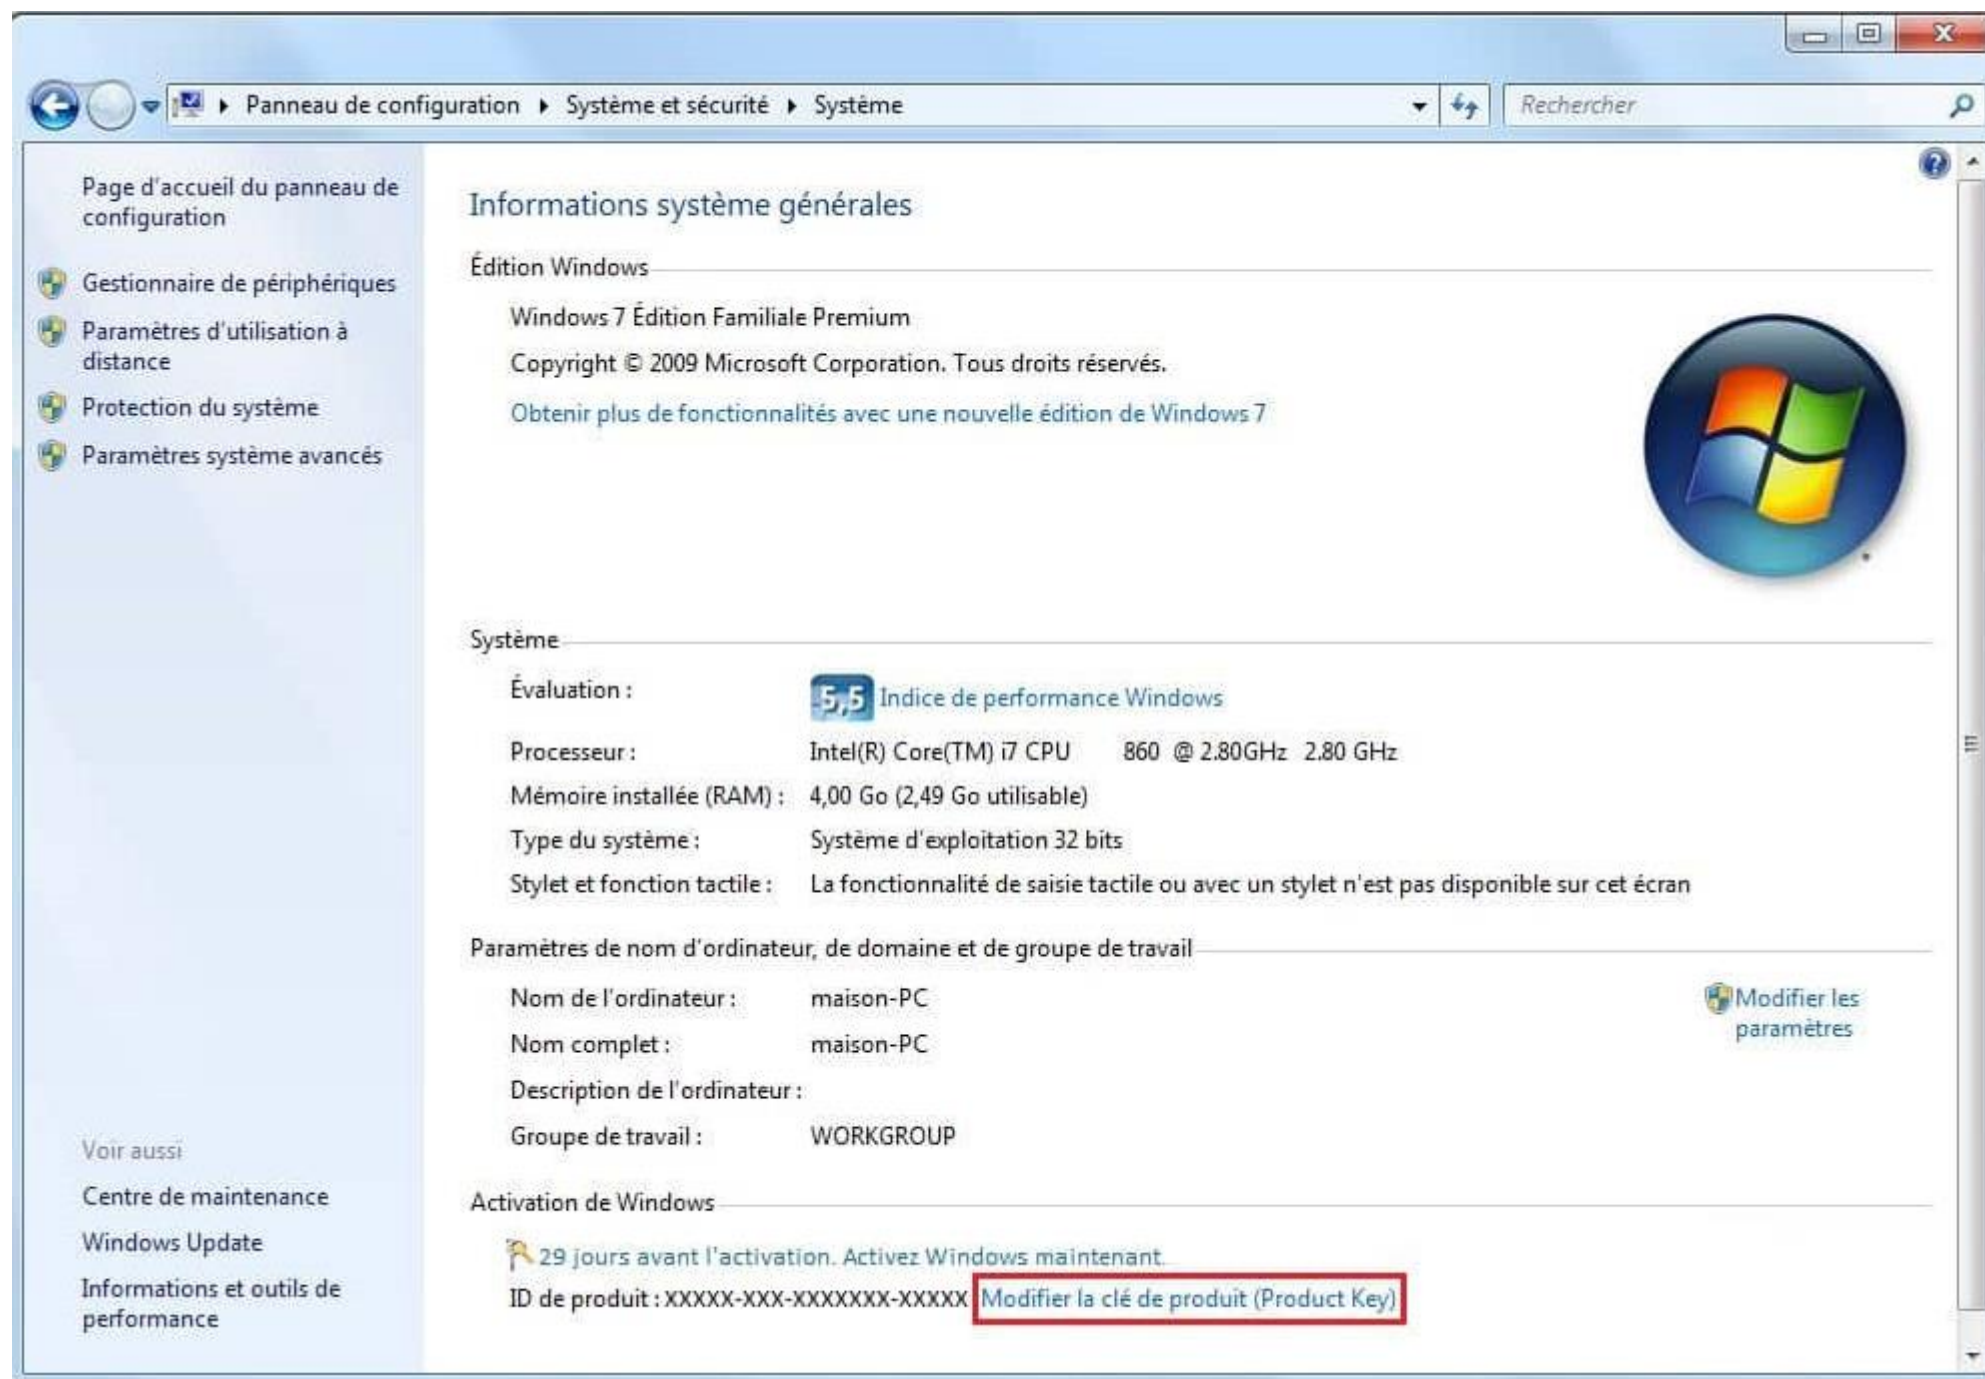 Panneau de configuration Système et sécurité Système
Rechercher
Page d'accueil du panneau de
configuration
Gestionnaire de périphériques
Paramètres d'utilisation à
distance
Protection du système
Paramètres système avancés
Voir aussi
Centre de maintenance
Windows Update
Informations et outils de
performance
Informations système générales
Édition Windows
Windows 7 Édition Familiale Premium
Copyright © 2009 Microsoft Corporation. Tous droits réservés.
Obtenir plus de fonctionnalités avec une nouvelle édition de Windows 7
Système
Évaluation : 5,5 Indice de performance Windows
Processeur : Intel(R) Core(TM) i7 CPU 860 @ 2.80GHz 2.80 GHz
Mémoire installée (RAM) : 4,00 Go (2,49 Go utilisable)
Type du système : Système d'exploitation 32 bits
Stylet et fonction tactile : La fonctionnalité de saisie tactile ou avec un stylet n'est pas disponible sur cet écran
Paramètres de nom d'ordinateur, de domaine et de groupe de travail
Nom de l'ordinateur : maison-PC
Modifier les
paramètres
Nom complet : maison-PC
Description de l'ordinateur :
Groupe de travail : WORKGROUP
Activation de Windows
29 jours avant l'activation. Activez Windows maintenant.
ID de produit : XXXXX-XXX-XXXXXXX-XXXXX Modifier la clé de produit (Product Key)